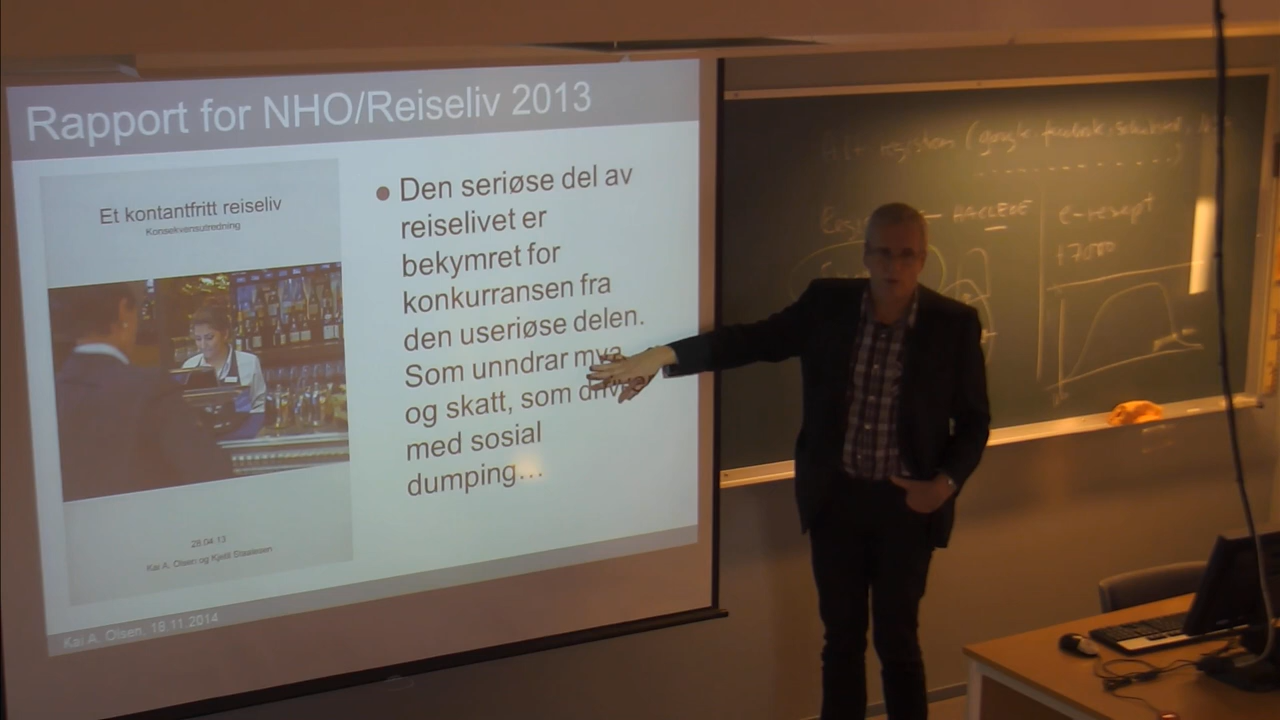 Rapport for NHO/Reiseliv 2013
Et kontantfritt reiseliv
Konsekvensutredning
28.04.13
Kai A. Olsen og Kjetil Staalesen
• Den seriøse del av
reiselivet er
bekymret for
konkurransen fra
den useriøse delen.
Som unndrar mva
og skatt, som driver
med sosial
dumping…
Kai A. Olsen, 18.11.2014
e-resept